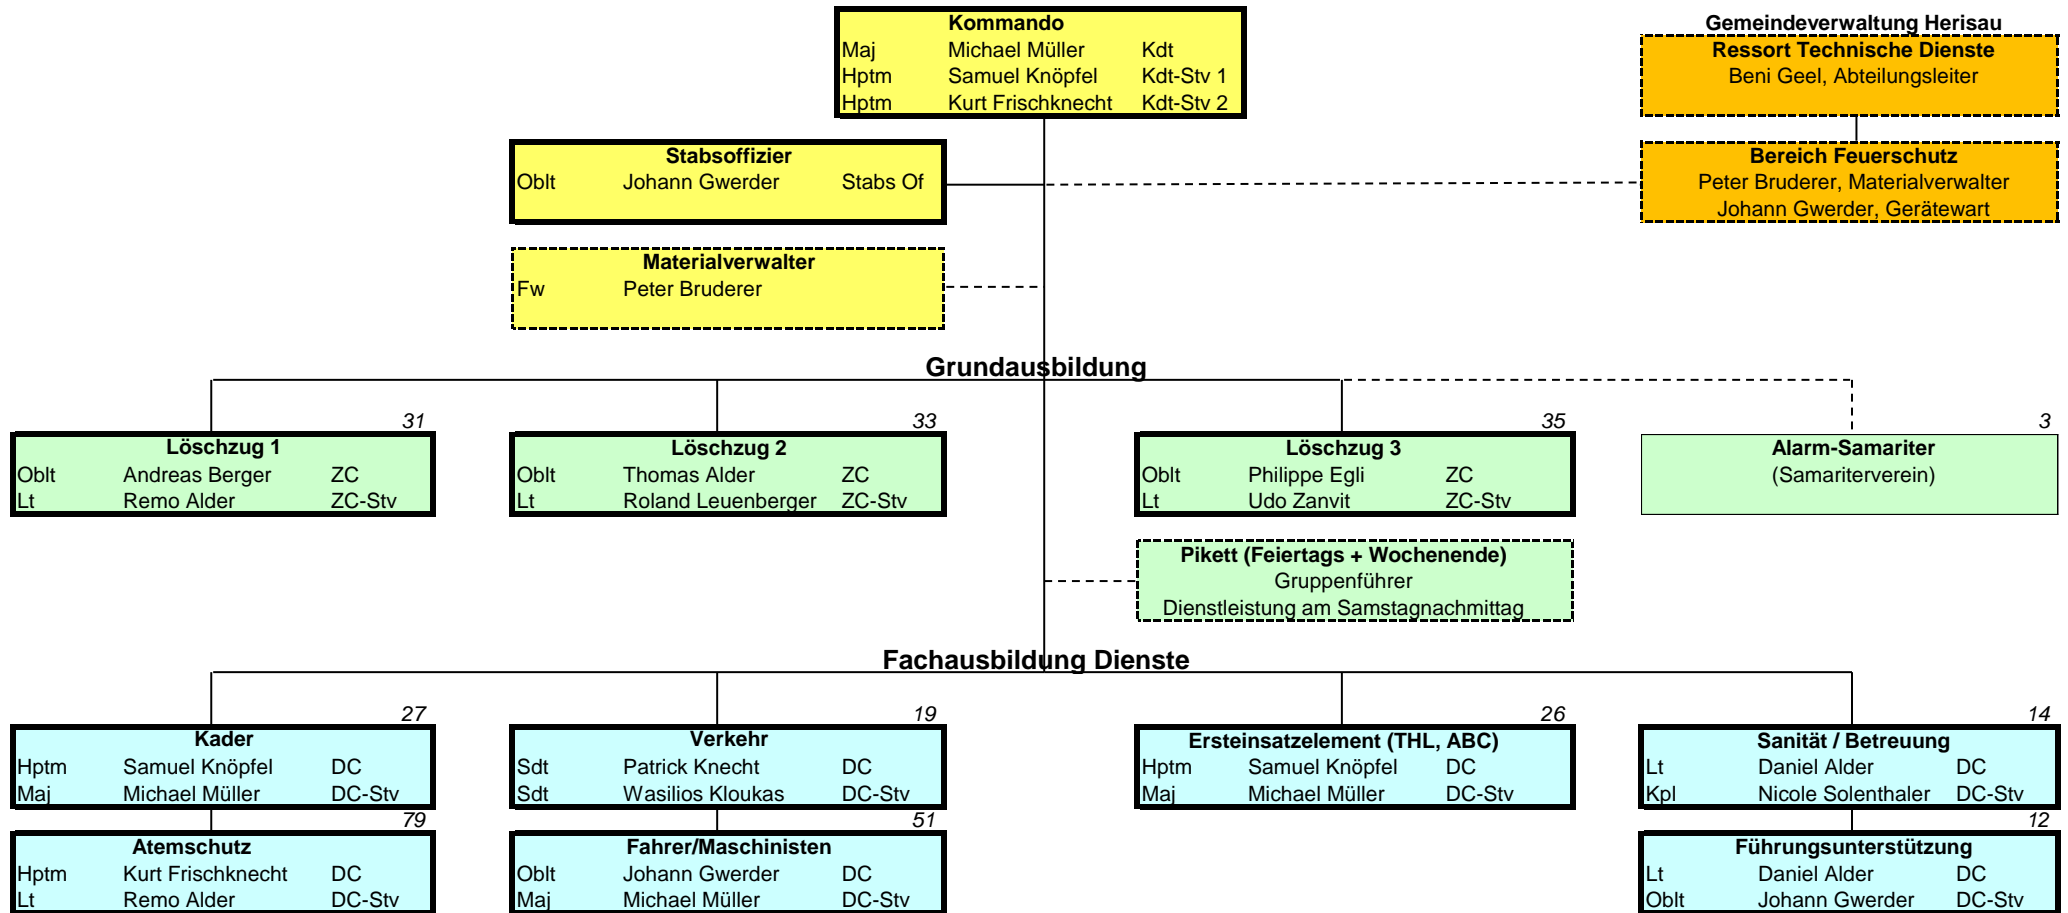 Kommando
Maj Michael Müller Kdt
Hptm Samuel Knöpfel Kdt-Stv 1
Hptm Kurt Frischknecht Kdt-Stv 2
Gemeindeverwaltung Herisau
Ressort Technische Dienste
Beni Geel, Abteilungsleiter
Stabsoffizier
Oblt Johann Gwerder Stabs Of
Bereich Feuerschutz
Peter Bruderer, Materialverwalter
Johann Gwerder, Gerätewart
Materialverwalter
Fw Peter Bruderer
Grundausbildung
31
Löschzug 1
Oblt Andreas Berger ZC
Lt Remo Alder ZC-Stv
33
Löschzug 2
Oblt Thomas Alder ZC
Lt Roland Leuenberger ZC-Stv
35
Löschzug 3
Oblt Philippe Egli ZC
Lt Udo Zanvit ZC-Stv
3
Alarm-Samariter
(Samariterverein)
Pikett (Feiertags + Wochenende)
Gruppenführer
Dienstleistung am Samstagnachmittag
Fachausbildung Dienste
27
Kader
Hptm Samuel Knöpfel DC
Maj Michael Müller DC-Stv
19
Verkehr
Sdt Patrick Knecht DC
Sdt Wasilios Kloukas DC-Stv
26
Ersteinsatzelement (THL, ABC)
Hptm Samuel Knöpfel DC
Maj Michael Müller DC-Stv
14
Sanität / Betreuung
Lt Daniel Alder DC
Kpl Nicole Solenthaler DC-Stv
79
Atemschutz
Hptm Kurt Frischknecht DC
Lt Remo Alder DC-Stv
51
Fahrer/Maschinisten
Oblt Johann Gwerder DC
Maj Michael Müller DC-Stv
12
Führungsunterstützung
Lt Daniel Alder DC
Oblt Johann Gwerder DC-Stv